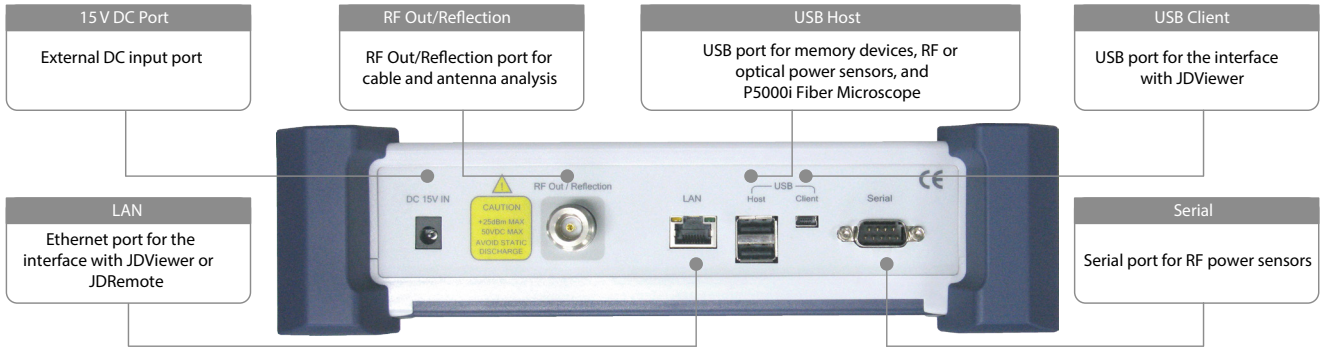 15 V DC Port
External DC input port
RF Out/Reflection
RF Out/Reflection port for
cable and antenna analysis
USB Host
USB port for memory devices, RF or
optical power sensors, and
P5000i Fiber Microscope
USB Client
USB port for the interface
with JDViewer
LAN
Ethernet port for the
interface with JDViewer or
JDRemote
Serial
Serial port for RF power sensors
DC 15V IN
CAUTION
+25dBm MAX
50VDC MAX
AVOID STATIC
DISCHARGE
RF Out / Reflection
LAN
USB
Host
Client
Serial
CE